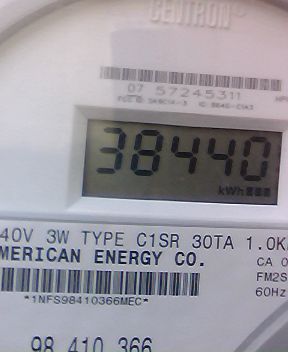 CENTRON
07 57245311
38440
kWh
40V 3W TYPE C1SR 30TA 1.0K
MERICAN ENERGY CO.
CA 0
FM2S
60Hz
*1NFS98410366MEC*
98 410 366